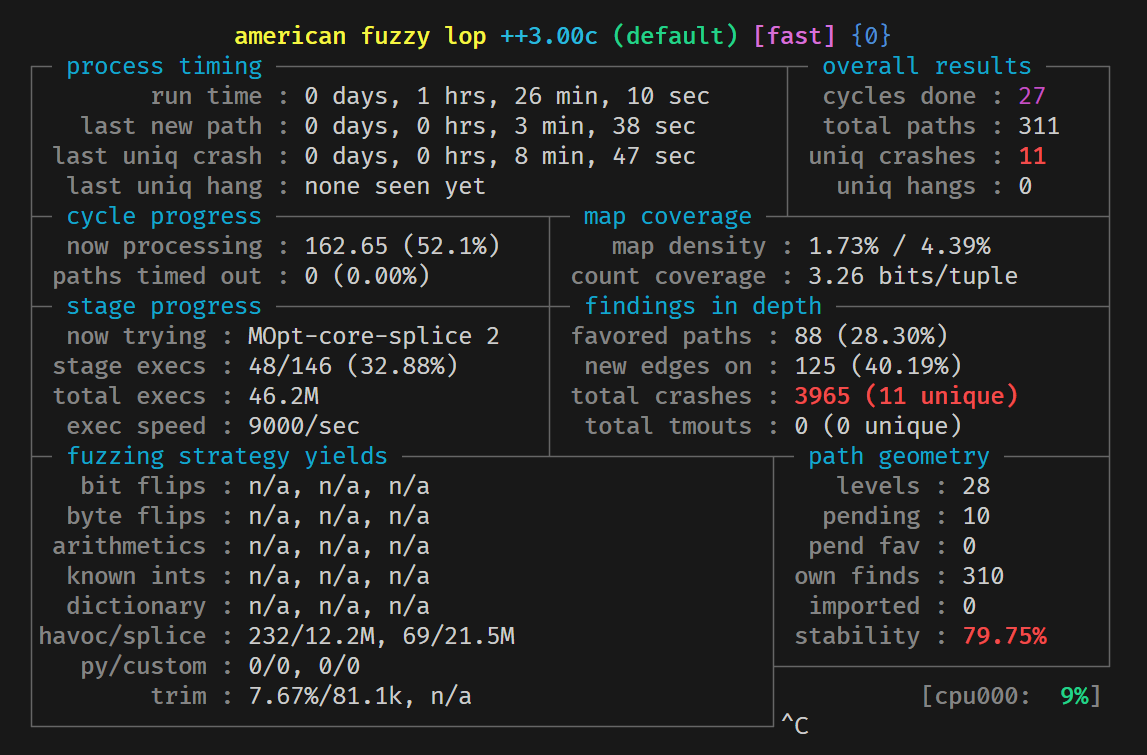 american fuzzy lop ++3.00c (default) [fast] {0}
process timing overall results
run time : 0 days, 1 hrs, 26 min, 10 sec cycles done : 27
last new path : 0 days, 0 hrs, 3 min, 38 sec total paths : 311
last uniq crash : 0 days, 0 hrs, 8 min, 47 sec uniq crashes : 11
last uniq hang : none seen yet uniq hangs : 0
cycle progress map coverage
now processing : 162.65 (52.1%) map density : 1.73% / 4.39%
paths timed out : 0 (0.00%) count coverage : 3.26 bits/tuple
stage progress findings in depth
now trying : MOpt-core-splice 2 favored paths : 88 (28.30%)
stage execs : 48/146 (32.88%) new edges on : 125 (40.19%)
total execs : 46.2M total crashes : 3965 (11 unique)
exec speed : 9000/sec total tmouts : 0 (0 unique)
fuzzing strategy yields path geometry
bit flips : n/a, n/a, n/a levels : 28
byte flips : n/a, n/a, n/a pending : 10
arithmetics : n/a, n/a, n/a pend fav : 0
known ints : n/a, n/a, n/a own finds : 310
dictionary : n/a, n/a, n/a imported : 0
havoc/splice : 232/12.2M, 69/21.5M stability : 79.75%
py/custom : 0/0, 0/0
trim : 7.67%/81.1k, n/a [cpu000: 9%]
^C